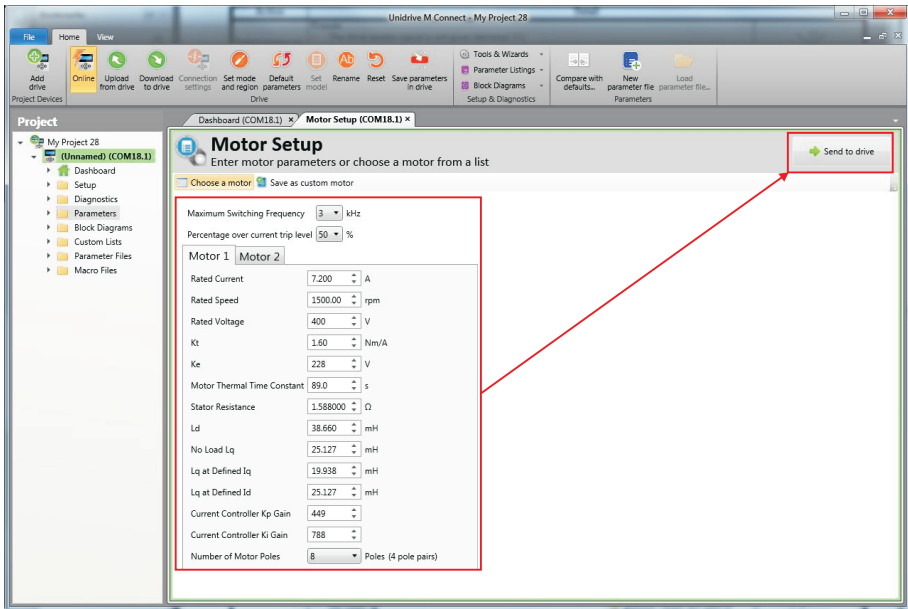 Unidrive M Connect - My Project 28
File Home View
Add drive
Online
Upload from drive
Download to drive
Connection settings
Set mode and region
Default parameters
Set model
Rename
Reset
Save parameters in drive
Tools & Wizards
Parameter Listings
Block Diagrams
Compare with defaults...
New parameter file
Load parameter file...
Project Devices
Drive
Setup & Diagnostics
Parameters
Project
My Project 28
(Unnamed) (COM18.1)
Dashboard
Setup
Diagnostics
Parameters
Block Diagrams
Custom Lists
Parameter Files
Macro Files
Dashboard (COM18.1) × Motor Setup (COM18.1) ×
Motor Setup
Enter motor parameters or choose a motor from a list
Send to drive
Choose a motor Save as custom motor
Maximum Switching Frequency 3 kHz
Percentage over current trip level 50 %
Motor 1 Motor 2
Rated Current 7.200 A
Rated Speed 1500.00 rpm
Rated Voltage 400 V
Kt 1.60 Nm/A
Ke 228 V
Motor Thermal Time Constant 89.0 s
Stator Resistance 1.588000 Ω
Ld 38.660 mH
No Load Lq 25.127 mH
Lq at Defined Iq 19.938 mH
Lq at Defined Id 25.127 mH
Current Controller Kp Gain 449
Current Controller Ki Gain 788
Number of Motor Poles 8 Poles (4 pole pairs)